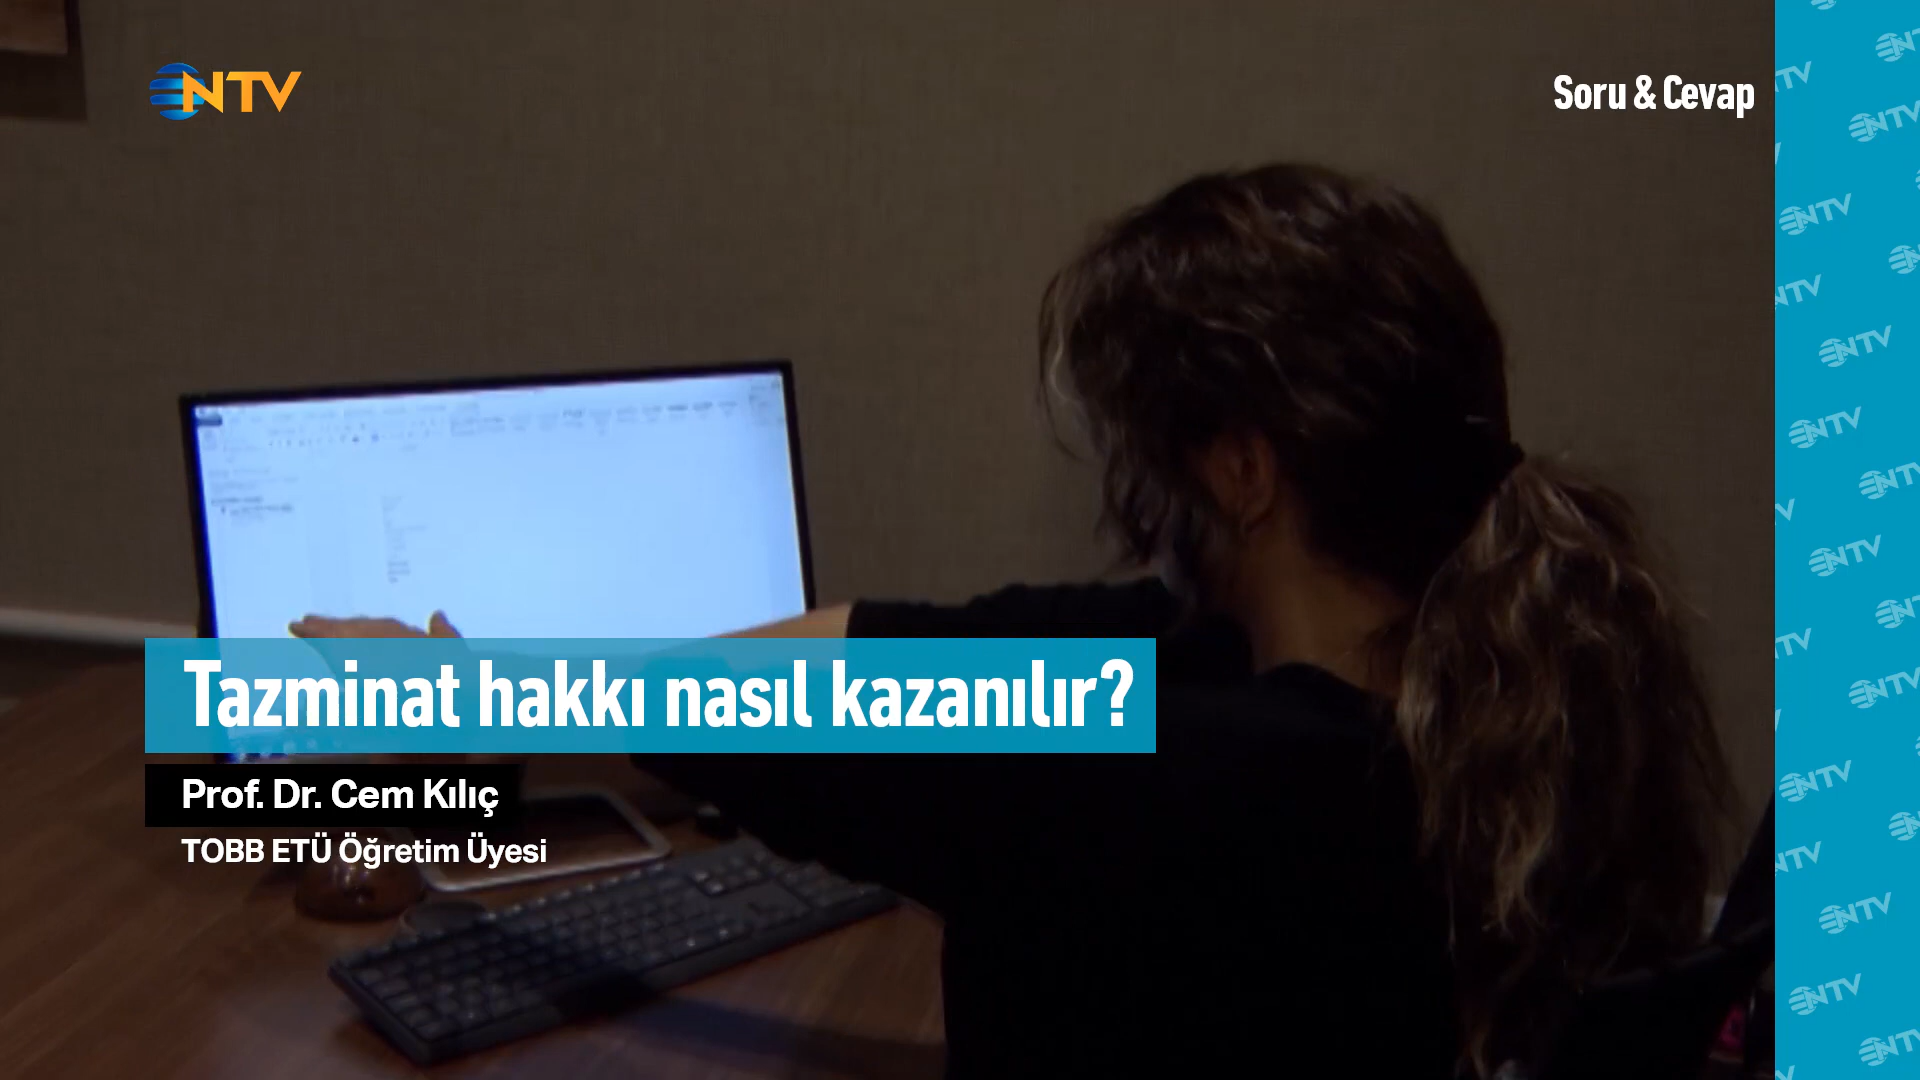 NTV
Soru & Cevap
Tazminat hakkı nasıl kazanılır?
Prof. Dr. Cem Kılıç
TOBB ETÜ Öğretim Üyesi